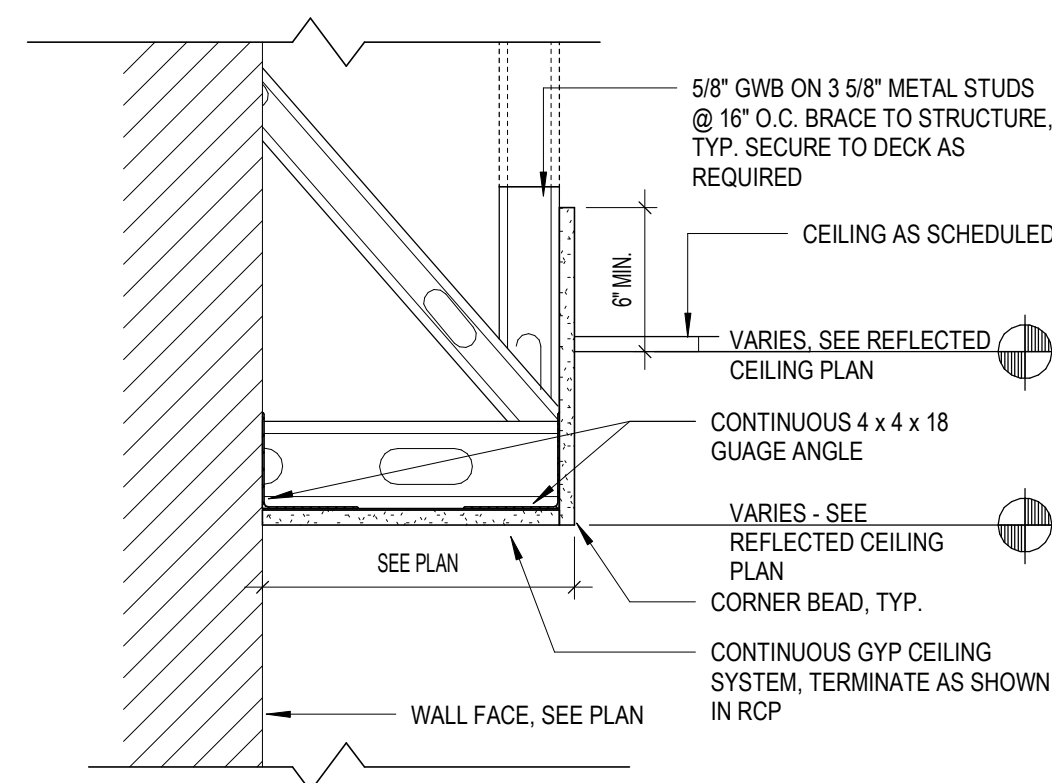 5/8" GWB ON 3 5/8" METAL STUDS
@ 16" O.C. BRACE TO STRUCTURE,
TYP. SECURE TO DECK AS
REQUIRED
CEILING AS SCHEDULED
6" MIN.
VARIES, SEE REFLECTED
CEILING PLAN
CONTINUOUS 4 x 4 x 18
GUAGE ANGLE
VARIES - SEE
REFLECTED CEILING
PLAN
SEE PLAN
CORNER BEAD, TYP.
CONTINUOUS GYP CEILING
SYSTEM, TERMINATE AS SHOWN
IN RCP
WALL FACE, SEE PLAN